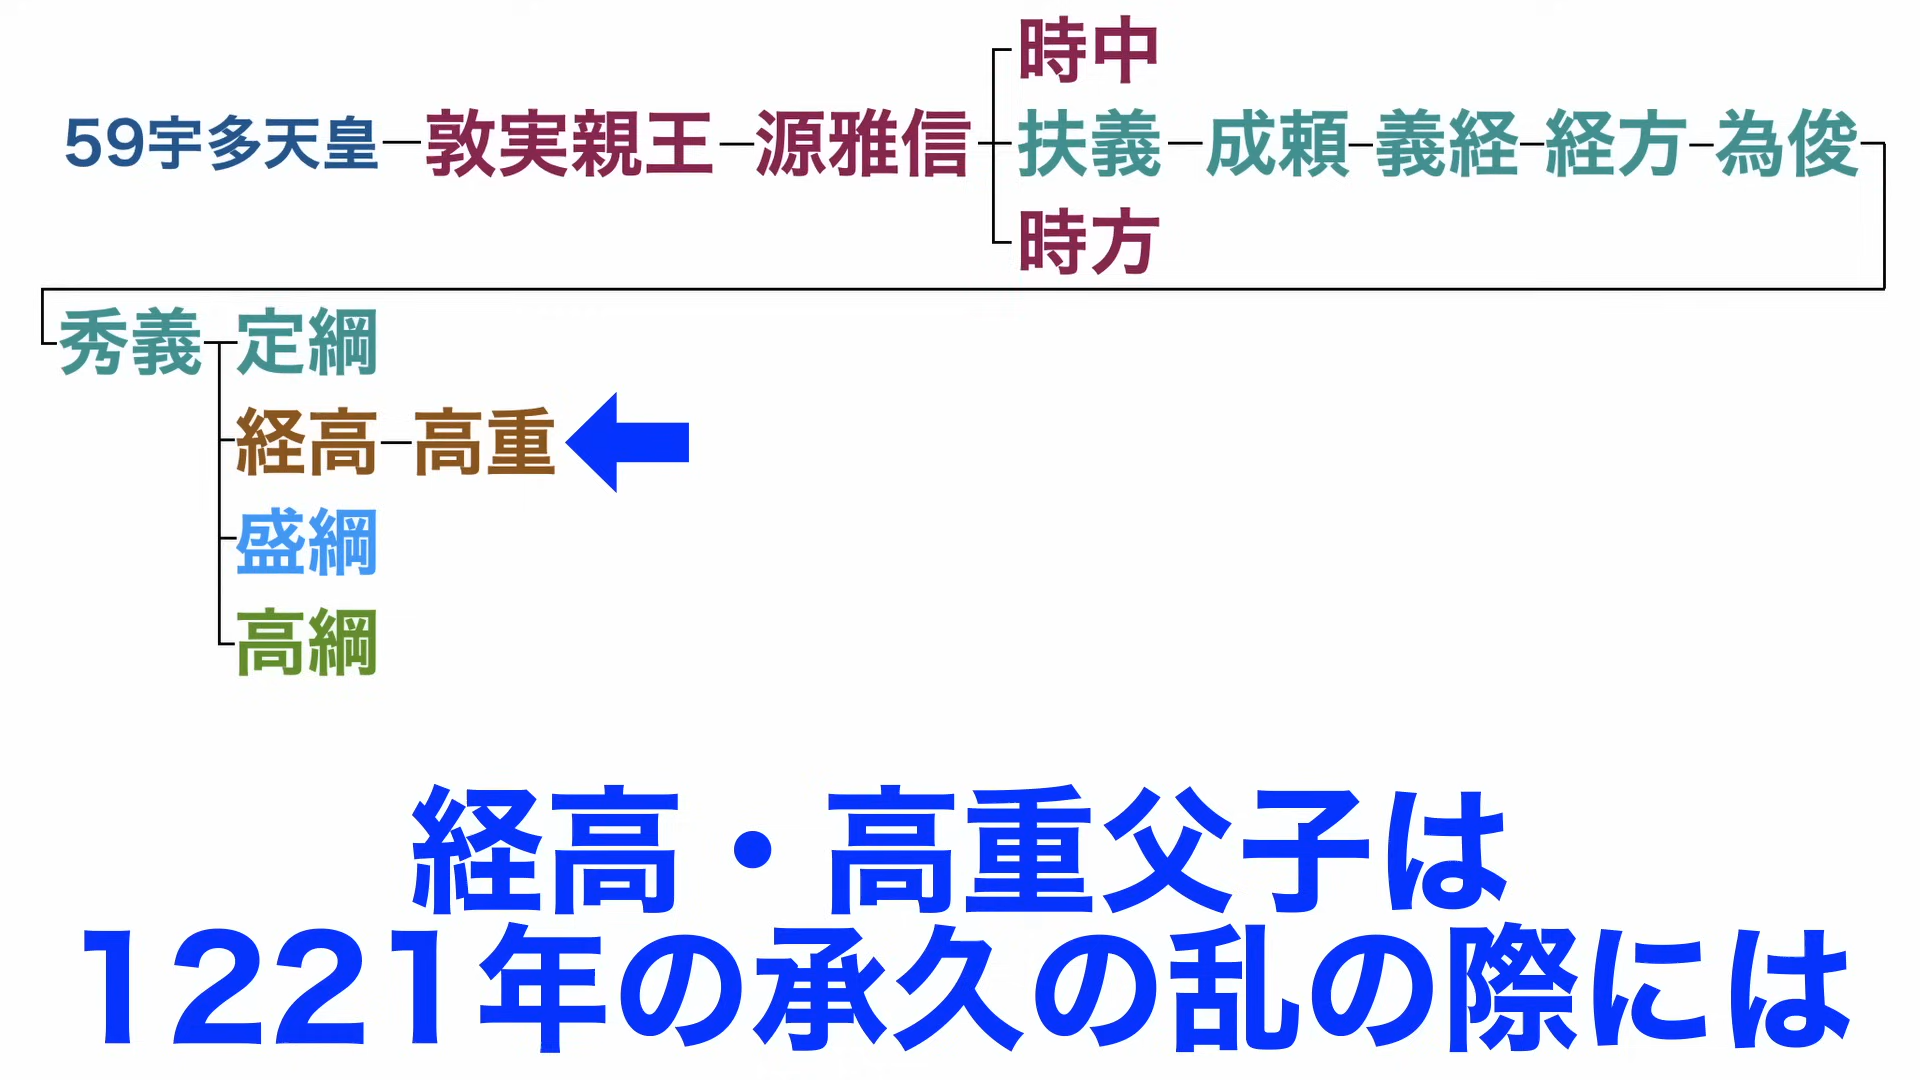 時中
59宇多天皇 敦実親王 源雅信 扶義 成頼 義経 経方 為俊
時方
秀義 定綱
経高 高重
盛綱
高綱
経高・高重父子は
1221年の承久の乱の際には